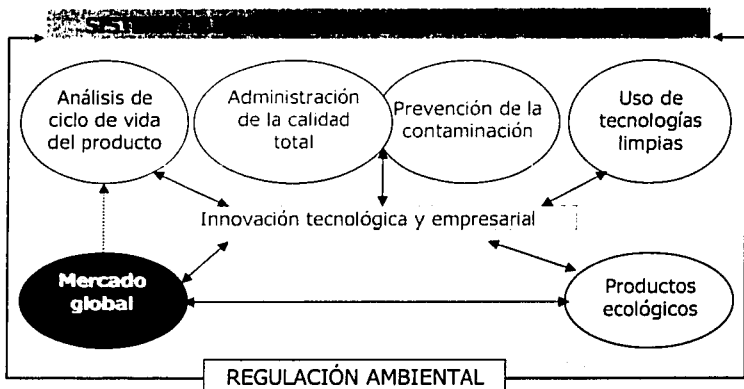 Análisis de
ciclo de vida
del producto
Administración
de la calidad
total
Prevención de la
contaminación
Uso de
tecnologías
limpias
Innovación tecnológica y empresarial
Mercado
global
Productos
ecológicos
REGULACIÓN AMBIENTAL